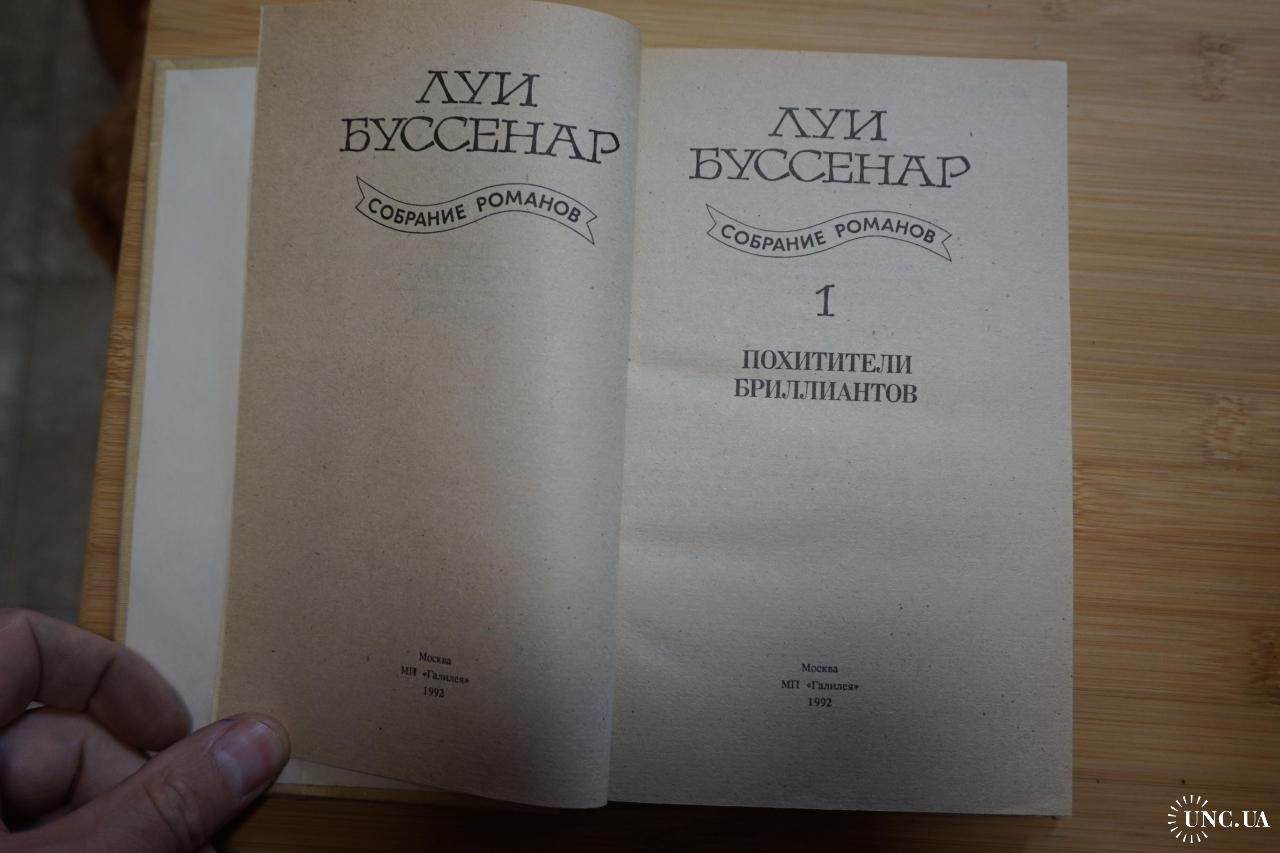 ЛУИ
БУССЕНАР
СОБРАНИЕ РОМАНОВ
Москва
МП «Галилея»
1992
ЛУИ
БУССЕНАР
СОБРАНИЕ РОМАНОВ
1
ПОХИТИТЕЛИ
БРИЛЛИАНТОВ
Москва
МП «Галилея»
1992
UNC.UA